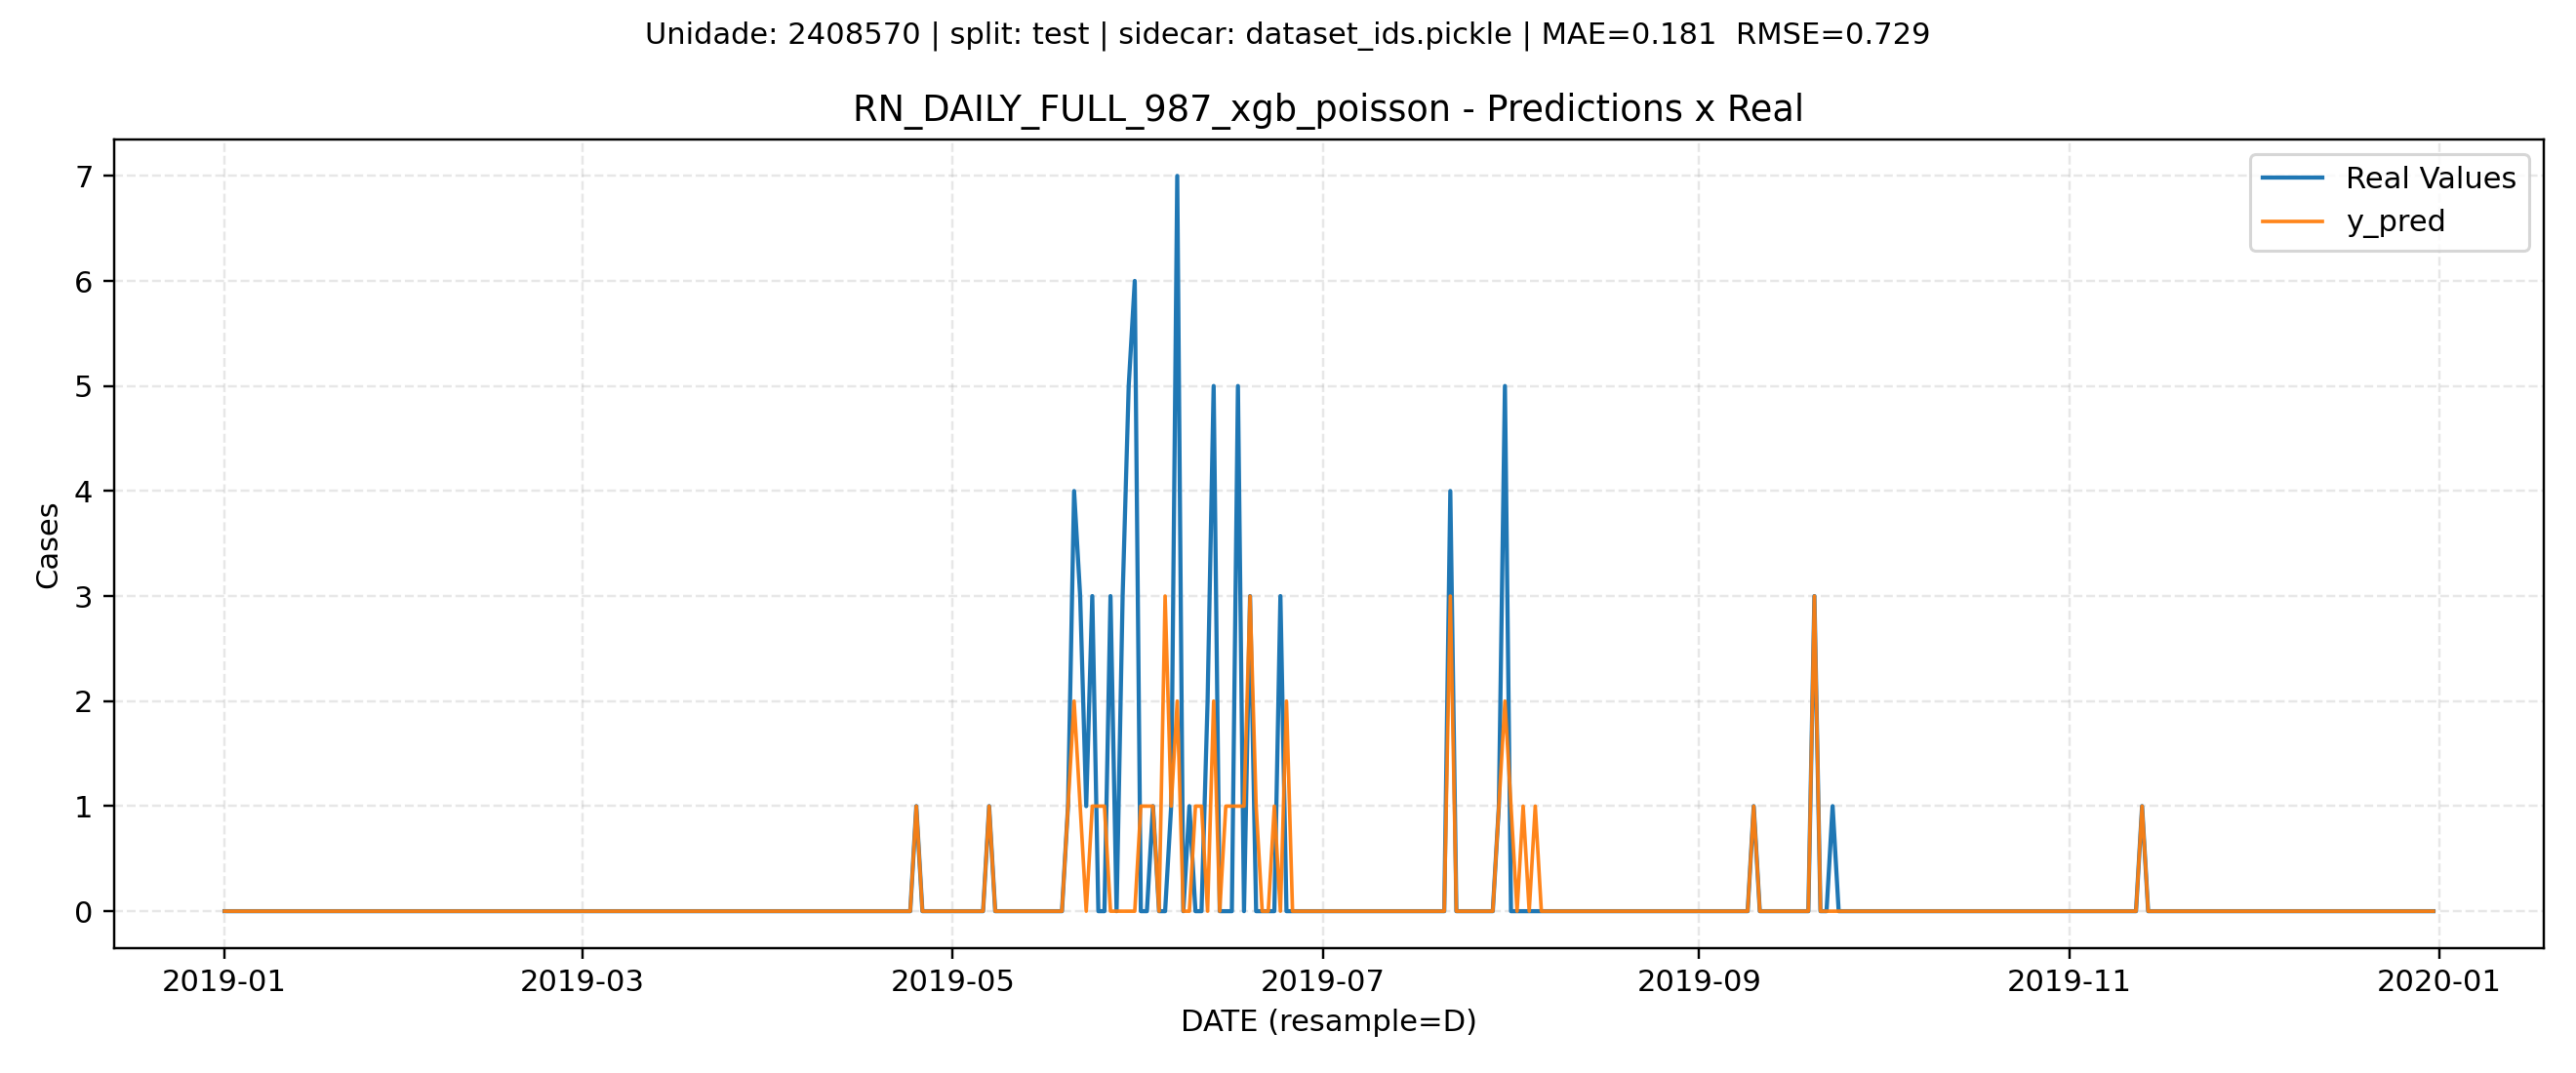 Unidade: 2408570 | split: test | sidecar: dataset_ids.pickle | MAE=0.181  RMSE=0.729
RN_DAILY_FULL_987_xgb_poisson - Predictions x Real
Real Values
y_pred
Cases
7
6
5
4
3
2
1
0
2019-01
2019-03
2019-05
2019-07
2019-09
2019-11
2020-01
DATE (resample=D)